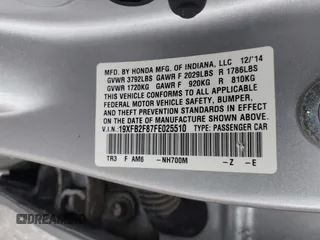 MFD. BY HONDA MFG. OF INDIANA, LLC 12/'14
GVWR 3792LBS GAWR F 2029LBS R 1786LBS
GVWR 1720KG GAWR F 920KG R 810KG
THIS VEHICLE CONFORMS TO ALL APPLICABLE
FEDERAL MOTOR VEHICLE SAFETY, BUMPER,
AND THEFT PREVENTION STANDARDS IN
EFFECT ON THE DATE OF MANUFACTURE
SHOWN ABOVE.
V.I.N.: 19XFB2F87FE025510 TYPE: PASSENGER CAR
TR3 F AM6 -NH700M -Z -E
DREAMBID